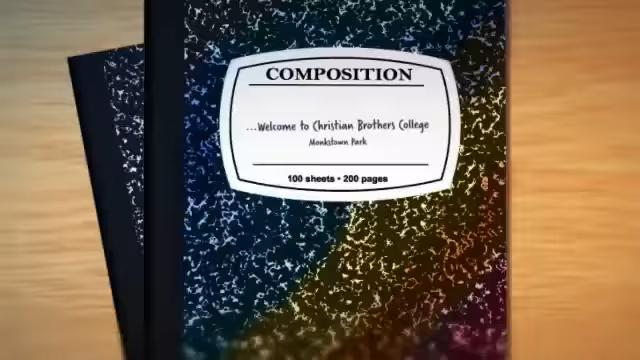 COMPOSITION
...Welcome to Christian Brothers College
Monkstown Park
100 sheets • 200 pages